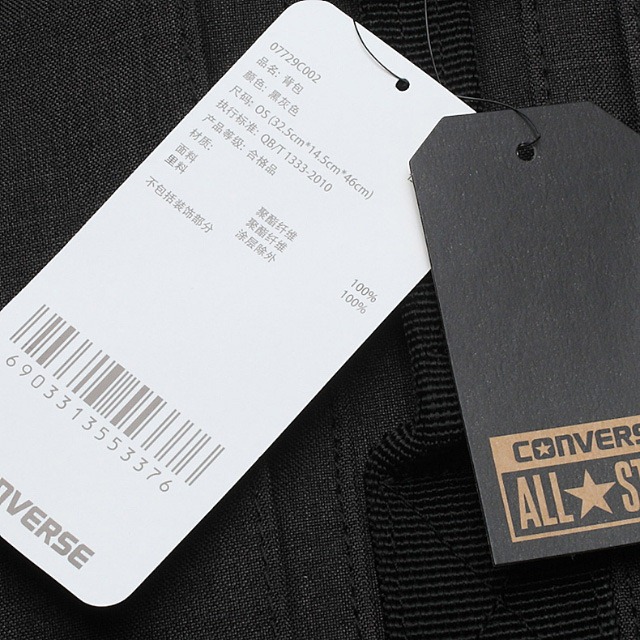 07729C002
品名: 背包
颜色: 黑灰色
尺码: OS (32.5cm*14.5cm*46cm)
执行标准: QB/T 1333-2010
产品等级: 合格品
材质:
面料 聚酯纤维 100%
里料 聚酯纤维 100%
涂层除外
不包括装饰部分
6903313553376
NVERSE
CONVERS
ALL★S